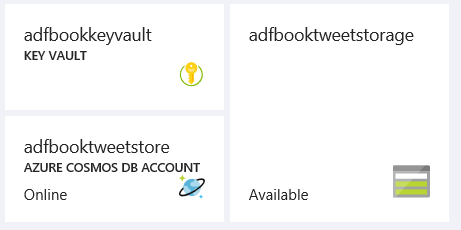 adfbookkeyvault
KEY VAULT
adfbooktweetstore
AZURE COSMOS DB ACCOUNT
Online
adfbooktweetstorage
Available